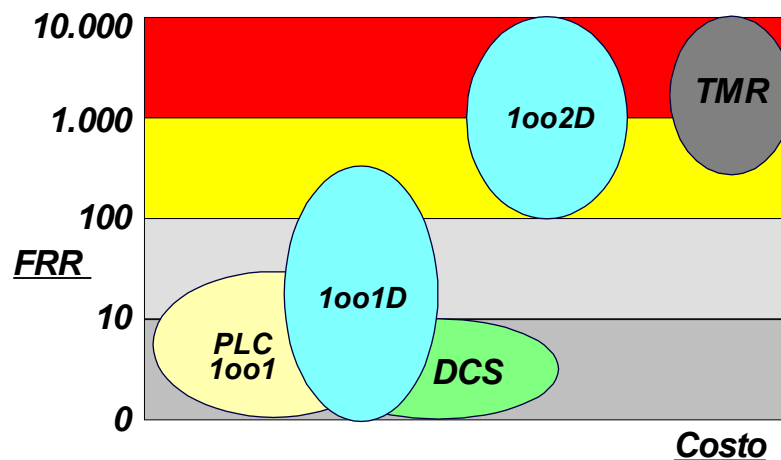 10.000
TMR
1.000
1oo2D
100
FRR
1oo1D
10
PLC
1oo1
DCS
0
Costo